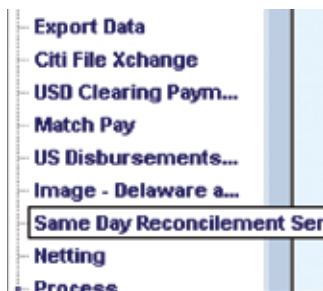 Export Data
Citi File Xchange
USD Clearing Paym...
Match Pay
US Disbursements...
Image - Delaware a...
Same Day Reconcilement Ser
Netting
Process